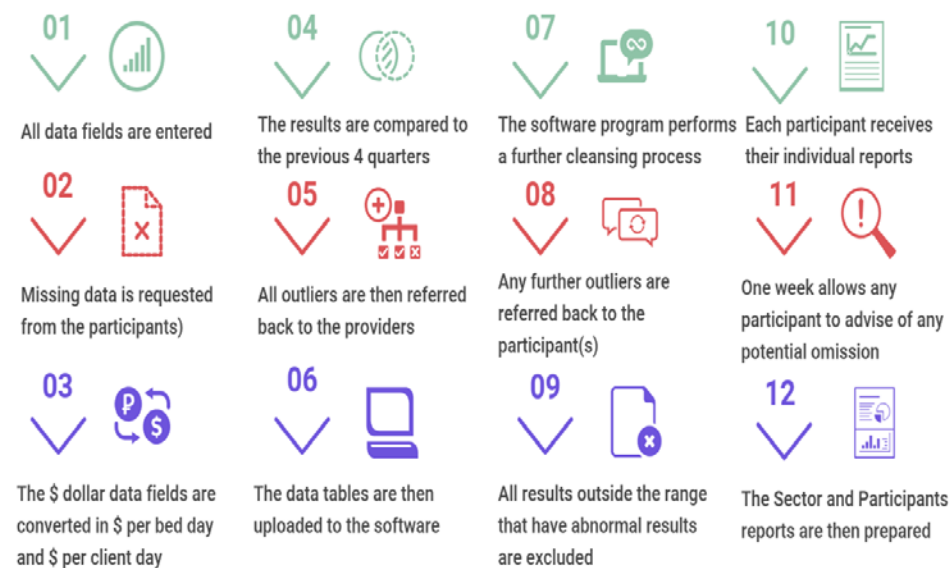 01
All data fields are entered
02
Missing data is requested
from the participants)
03
The $ dollar data fields are
converted in $ per bed day
and $ per client day
04
The results are compared to
the previous 4 quarters
05
All outliers are then referred
back to the providers
06
The data tables are then
uploaded to the software
07
The software program performs
a further cleansing process
08
Any further outliers are
referred back to the
participant(s)
09
All results outside the range
that have abnormal results
are excluded
10
Each participant receives
their individual reports
11
One week allows any
participant to advise of any
potential omission
12
The Sector and Participants
reports are then prepared